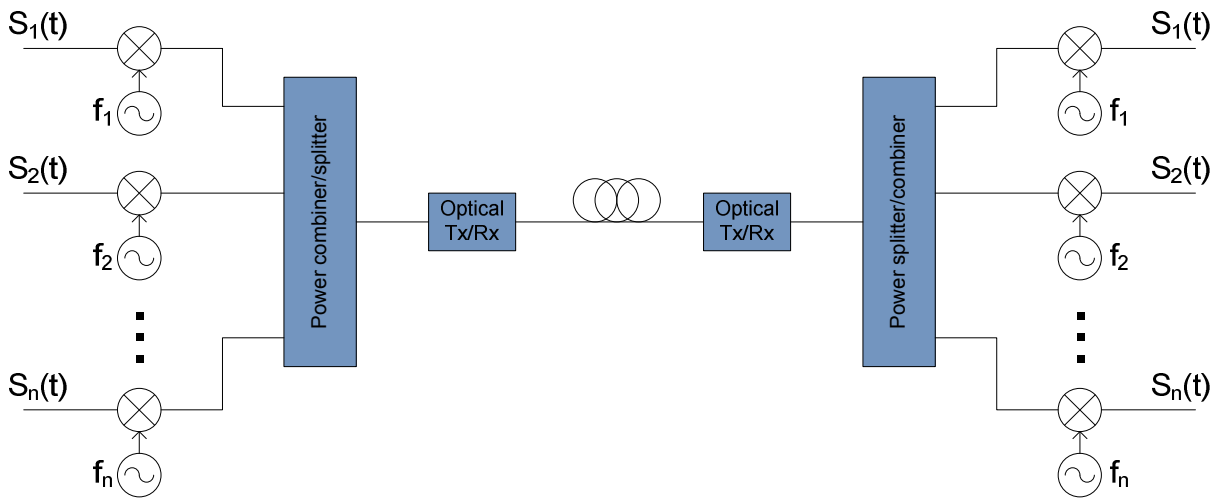 S1(t)
f1
S2(t)
f2
Sn(t)
fn
Power combiner/splitter
Optical
Tx/Rx
Optical
Tx/Rx
Power splitter/combiner
S1(t)
f1
S2(t)
f2
Sn(t)
fn